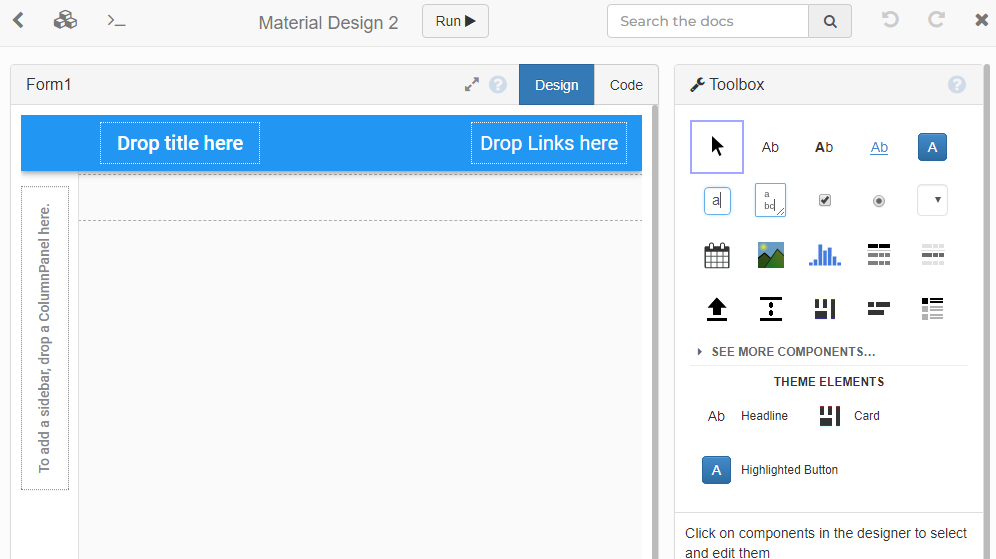 Material Design 2
Run
Search the docs
Form1
?
Design
Code
Toolbox
?
Drop title here
Drop Links here
To add a sidebar, drop a ColumnPanel here.
Ab
Ab
Ab
A
a
a
bc
SEE MORE COMPONENTS...
THEME ELEMENTS
Ab
Headline
Card
A
Highlighted Button
Click on components in the designer to select
and edit them